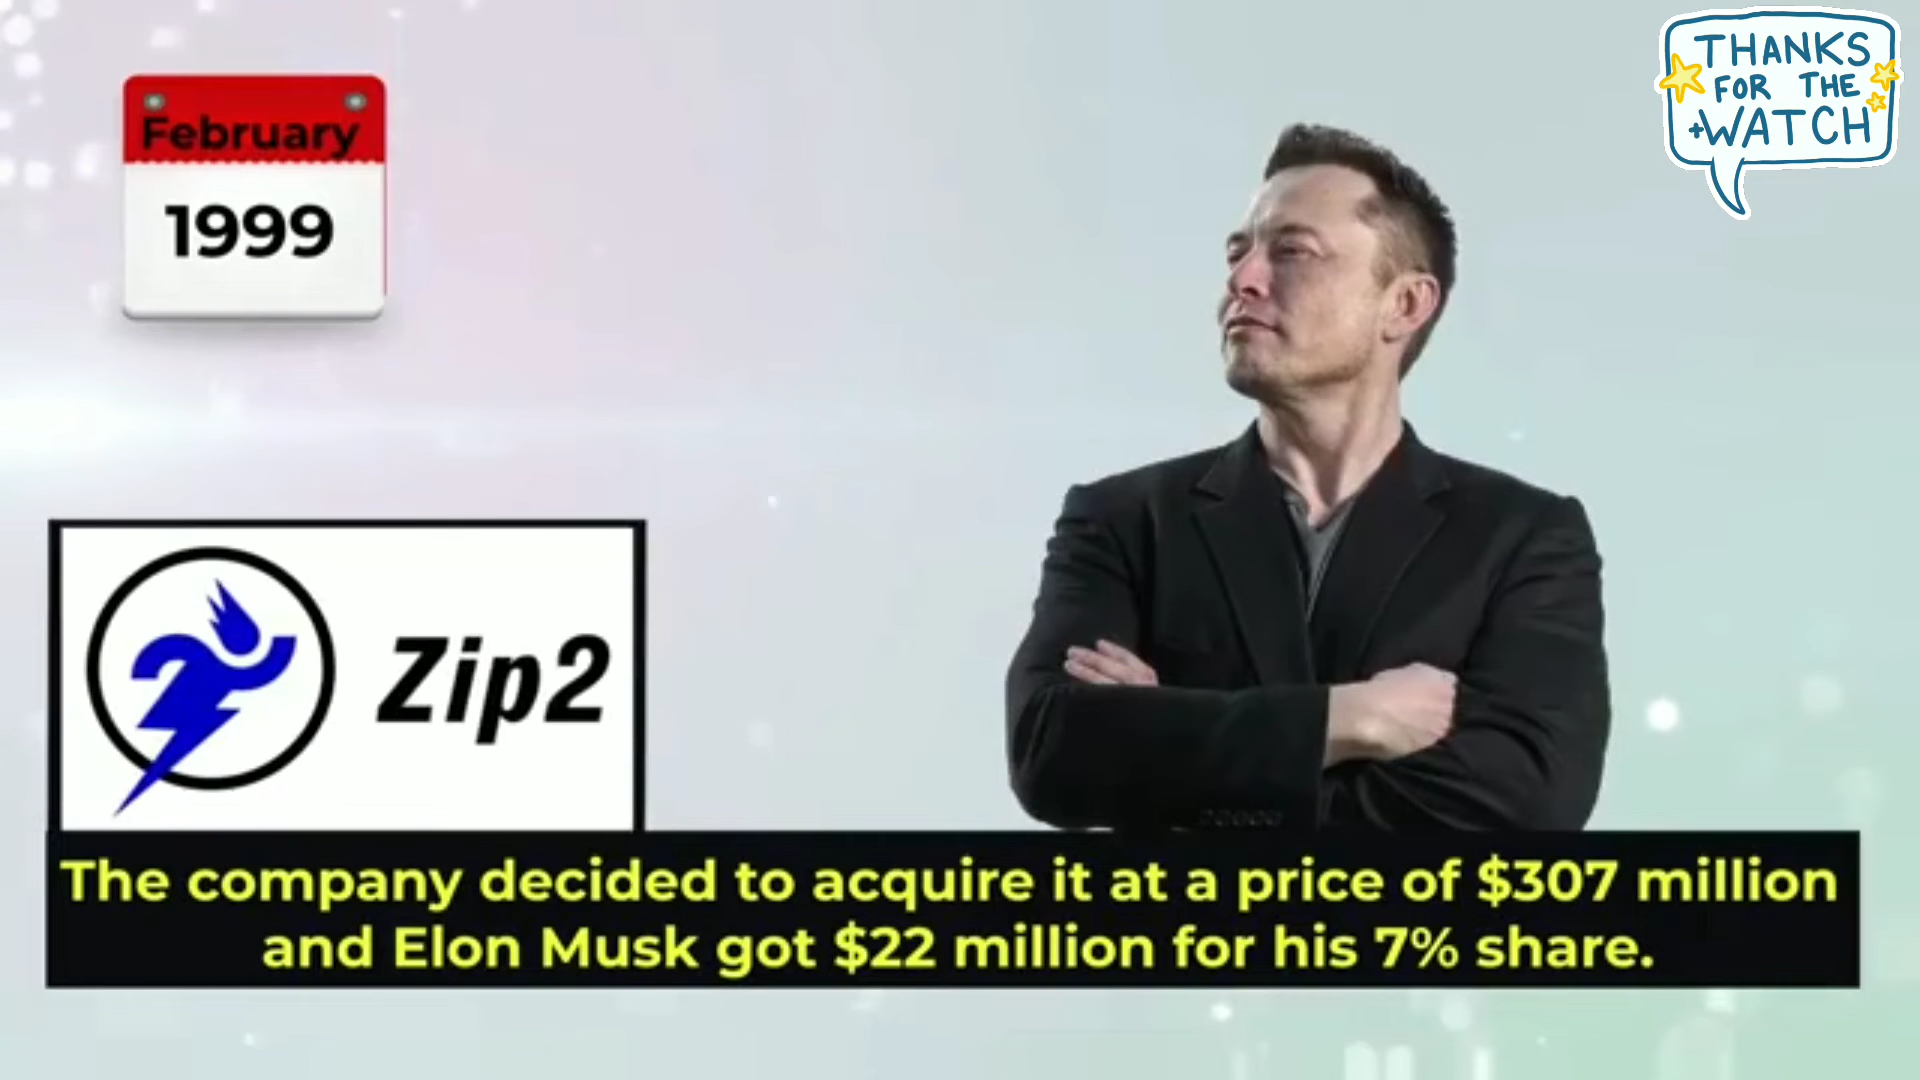 February
1999
THANKS
FOR THE
WATCH
Zip2
The company decided to acquire it at a price of $307 million
and Elon Musk got $22 million for his 7% share.